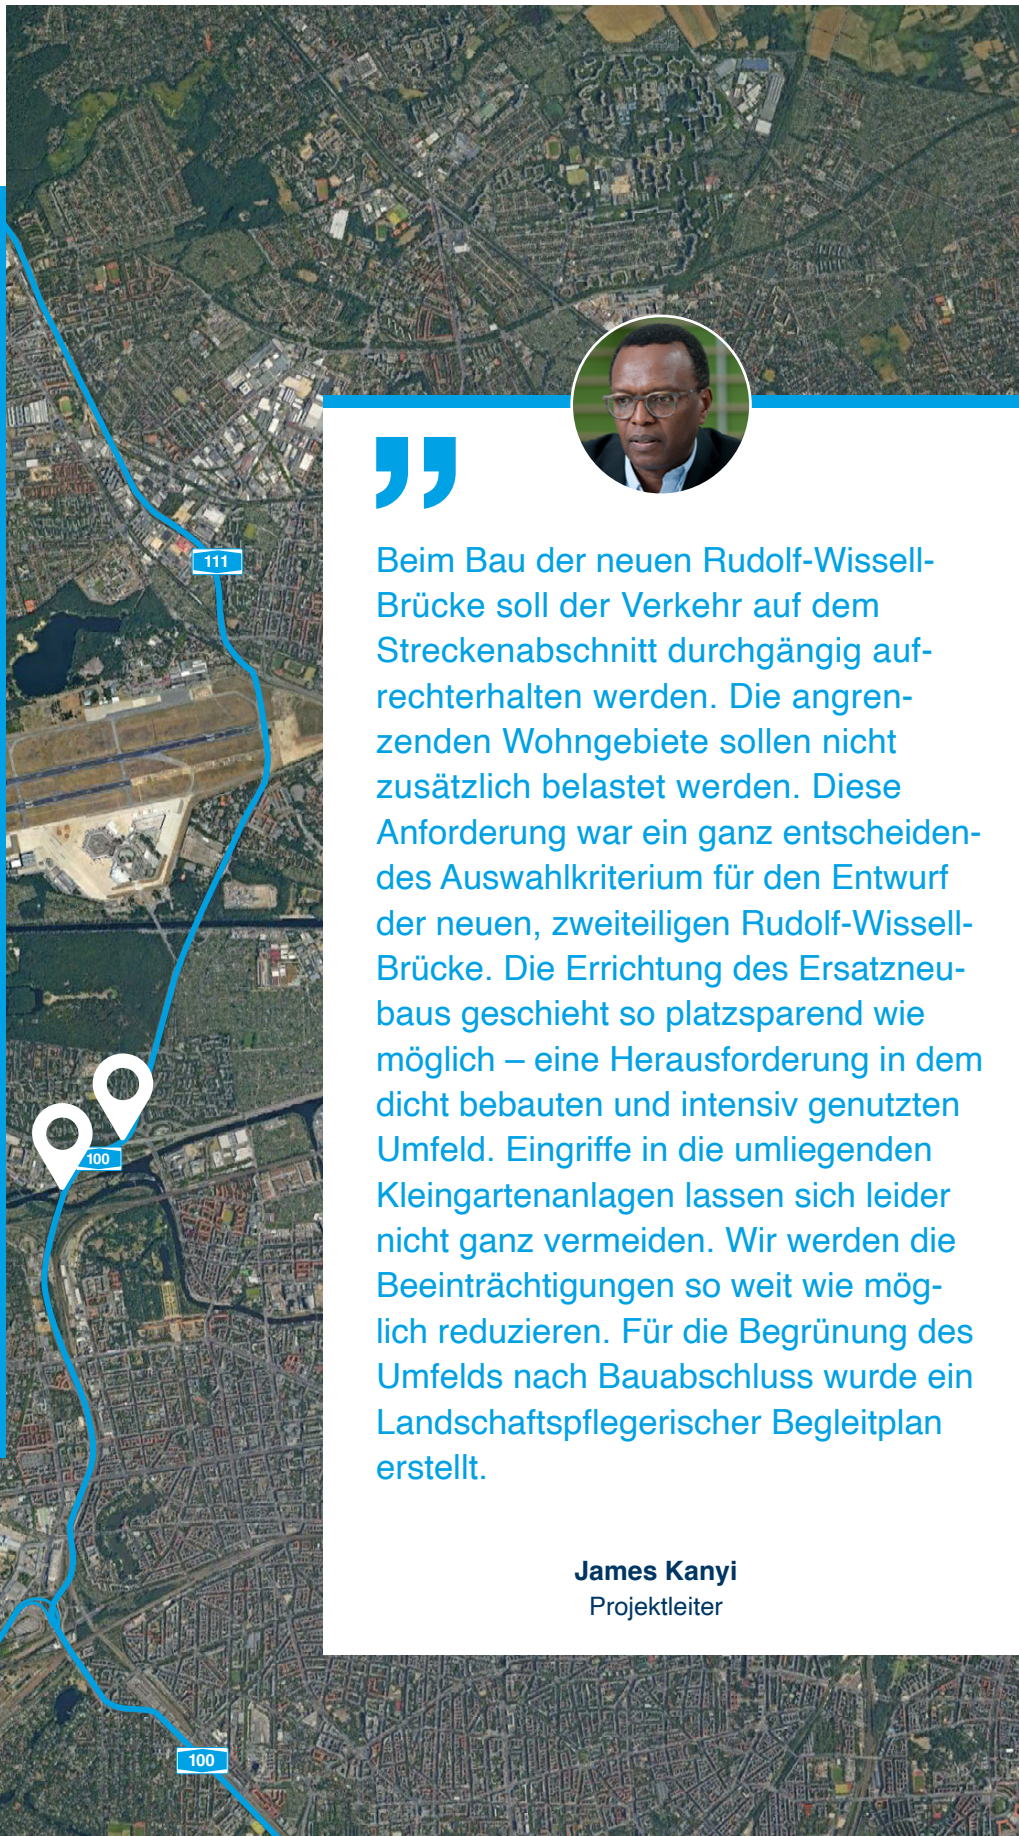 111
”
Beim Bau der neuen Rudolf-Wissell-
Brücke soll der Verkehr auf dem
Streckenabschnitt durchgängig auf-
rechterhalten werden. Die angren-
zenden Wohngebiete sollen nicht
zusätzlich belastet werden. Diese
Anforderung war ein ganz entscheiden-
des Auswahlkriterium für den Entwurf
der neuen, zweiteiligen Rudolf-Wissell-
Brücke. Die Errichtung des Ersatzneu-
baus geschieht so platzsparend wie
möglich – eine Herausforderung in dem
dicht bebauten und intensiv genutzten
Umfeld. Eingriffe in die umliegenden
Kleingartenanlagen lassen sich leider
nicht ganz vermeiden. Wir werden die
Beeinträchtigungen so weit wie mög-
lich reduzieren. Für die Begrünung des
Umfelds nach Bauabschluss wurde ein
Landschaftspflegerischer Begleitplan
erstellt.
James Kanyi
Projektleiter
100
100